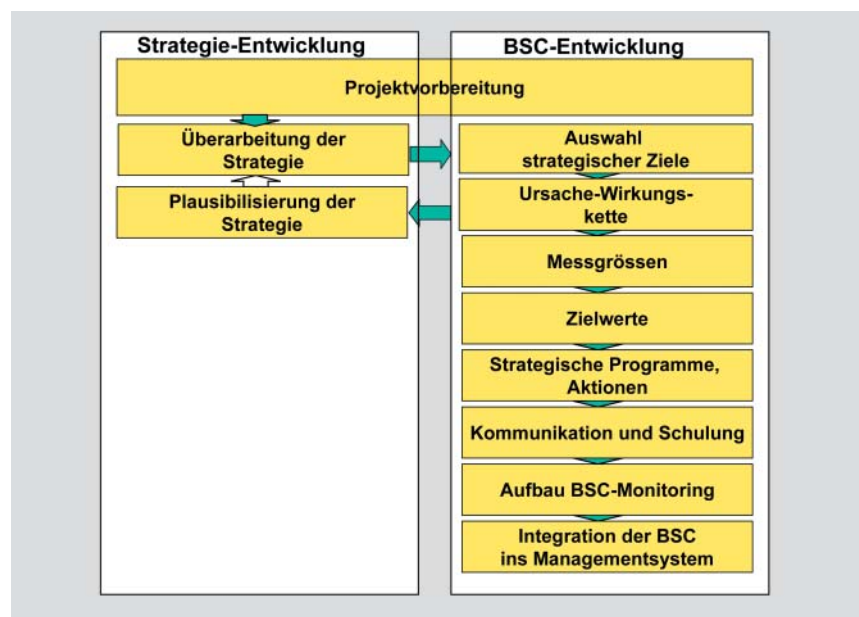 Strategie-Entwicklung
BSC-Entwicklung
Projektvorbereitung
Überarbeitung der
Strategie
Plausibilisierung der
Strategie
Auswahl
strategischer Ziele
Ursache-Wirkungs-
kette
Messgrössen
Zielwerte
Strategische Programme,
Aktionen
Kommunikation und Schulung
Aufbau BSC-Monitoring
Integration der BSC
ins Managementsystem